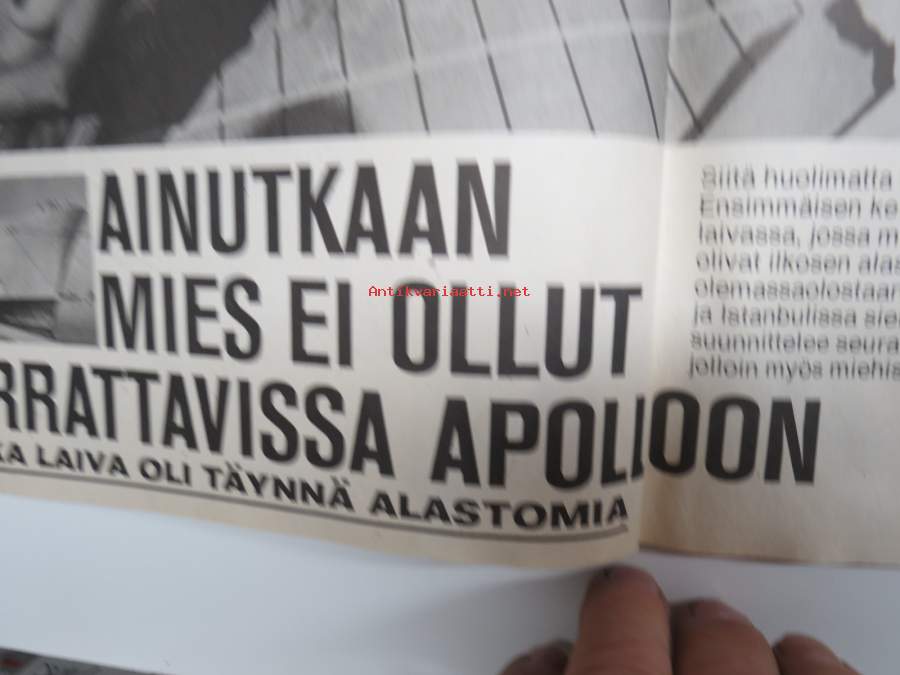 AINUTKAAN
MIES EI OLLUT
RRATTAVISSA APOLLOON
KA LAIVA OLI TÄYNNÄ ALASTOMIA
Siitä huolimatta
Ensimmäisen ke
laivassa, jossa m
olivat ilkosen alas
olemassaolostaan
ja Istanbulissa sie
suunnittelee seura
jolloin myös miehis
Antikvariaatti.net